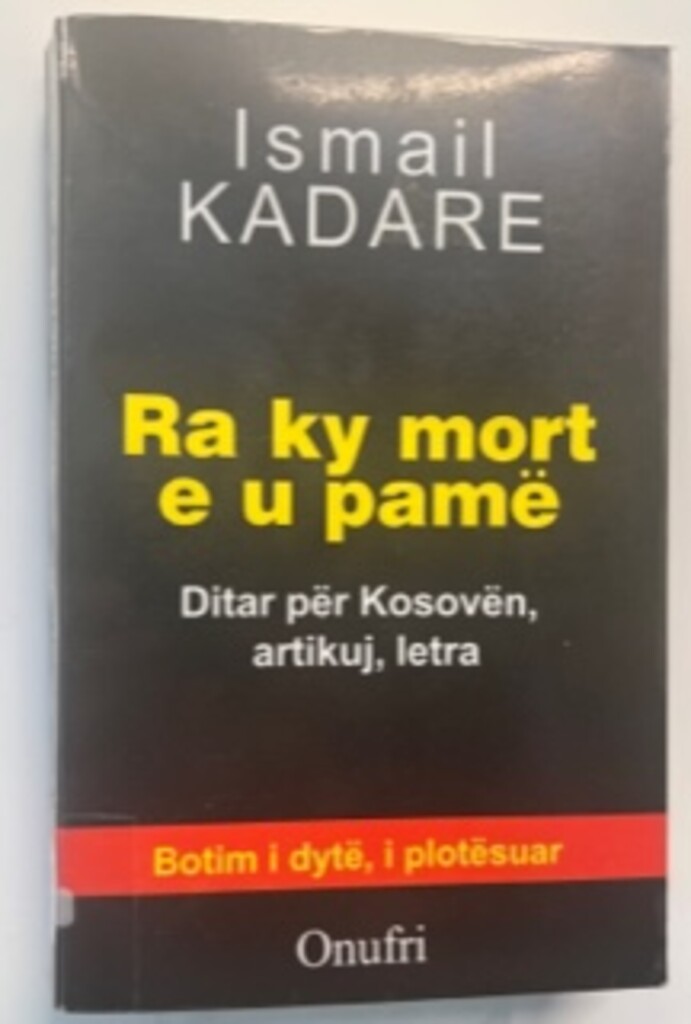 Ismail
KADARE
Ra ky mort
e u pamë
Ditar për Kosovën,
artikuj, letra
Botim i dytë, i plotësuar
Onufri